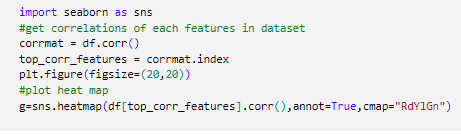 import seaborn as sns
#get correlations of each features in dataset
corrmat = df.corr()
top_corr_features = corrmat.index
plt.figure(figsize=(20,20))
#plot heat map
g=sns.heatmap(df[top_corr_features].corr(),annot=True,cmap="RdYlGn")